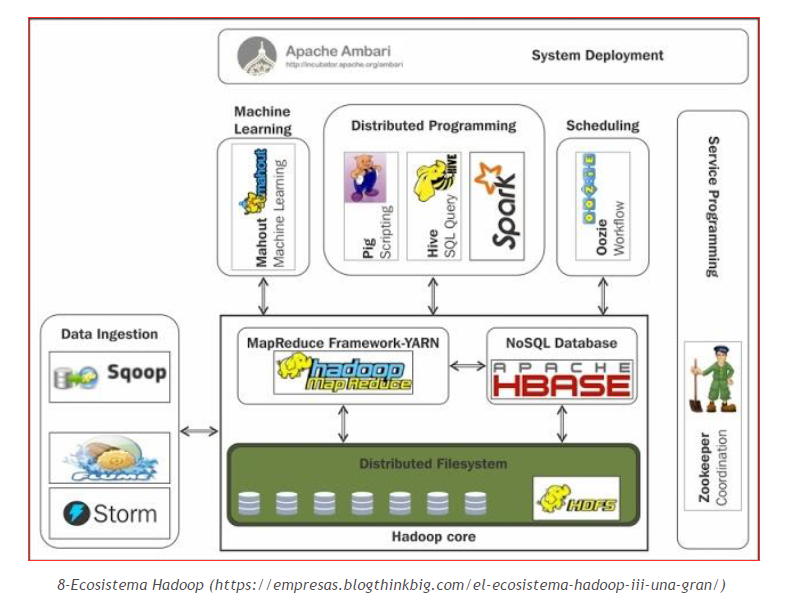 Apache Ambari
http://incubator.apache.org/ambari
System Deployment
Machine
Learning
mahout
Mahout
Machine Learning
Distributed Programming
Pig
Scripting
HIVE
Hive
SQL Query
Spark
Scheduling
OOZIE
Oozie
Workflow
Service Programming
Zookeeper
Coordination
Data Ingestion
Sqoop
flume
Storm
MapReduce Framework-YARN
hadoop
Map Reduce
NoSQL Database
APACHE
HBASE
Distributed Filesystem
HDFS
Hadoop core
8-Ecosistema Hadoop (https://empresas.blogthinkbig.com/el-ecosistema-hadoop-iii-una-gran/)